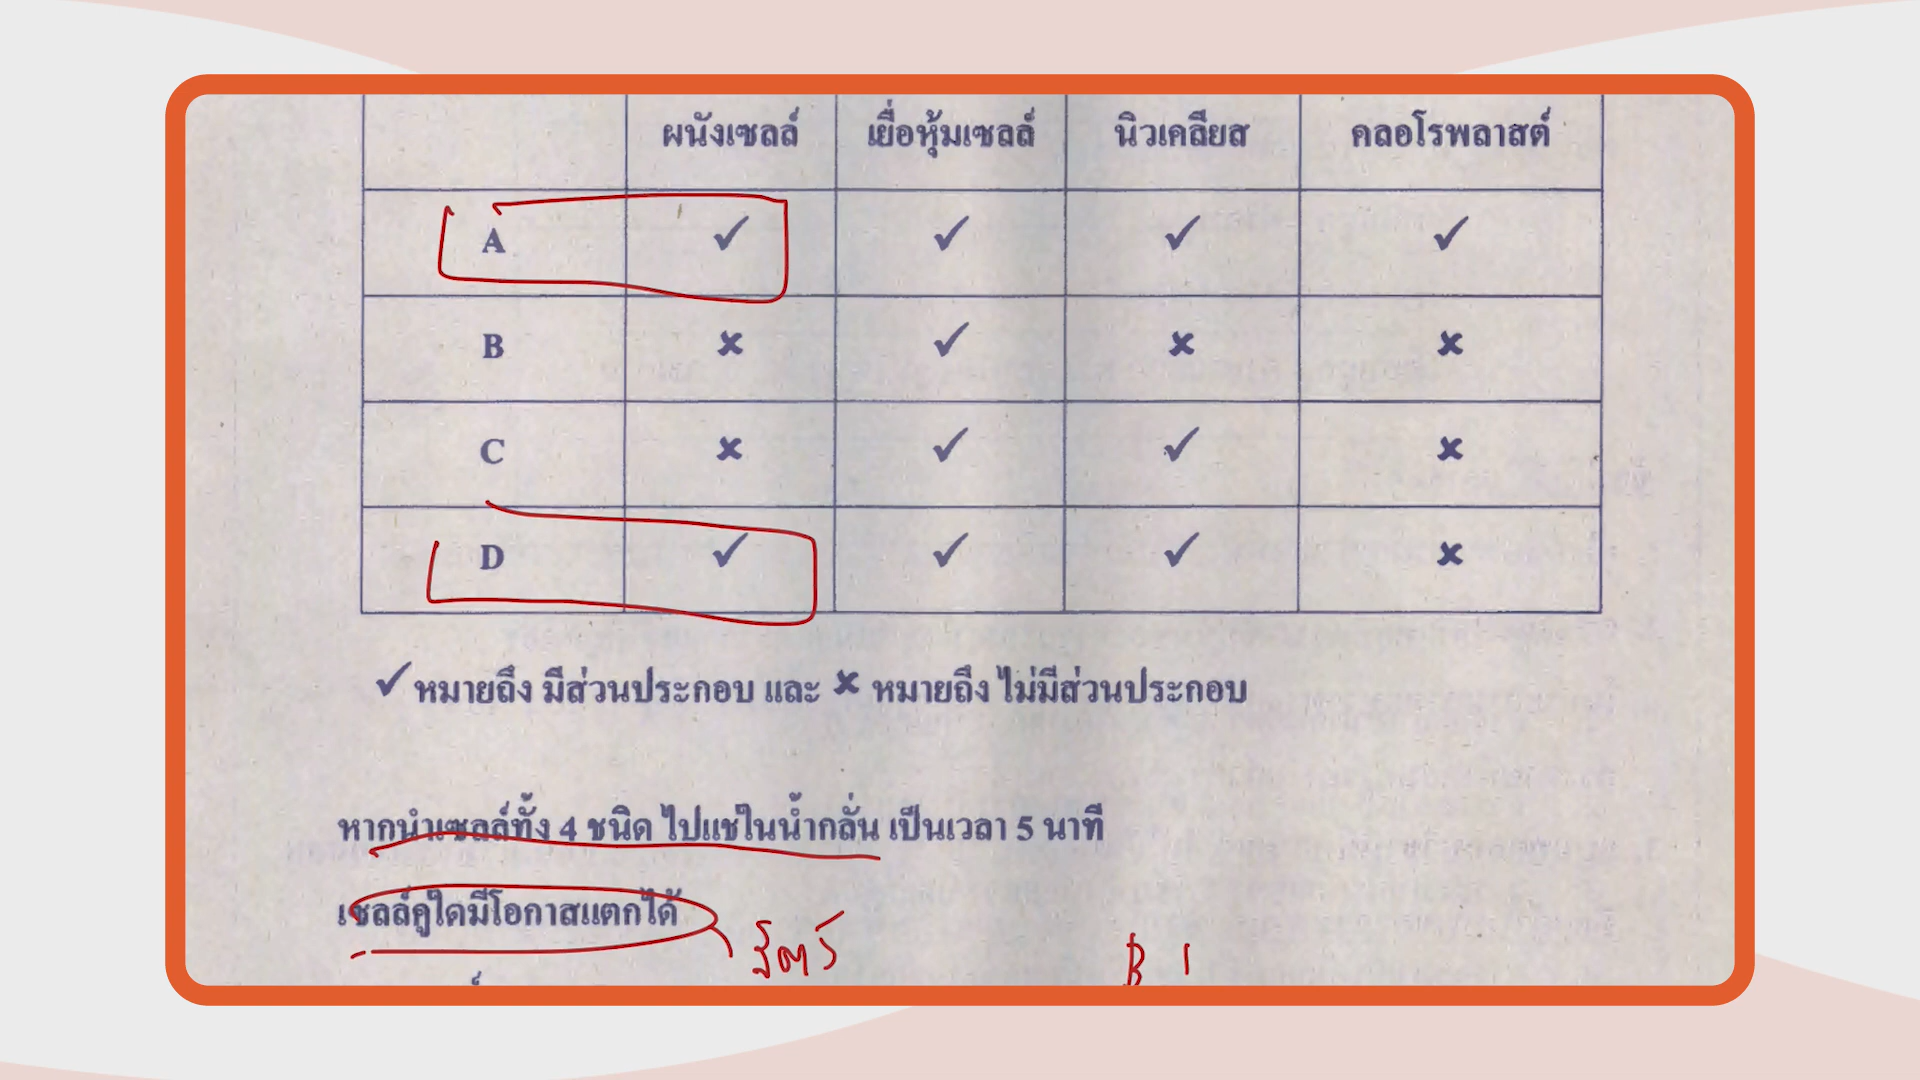 ผนังเซลล์ เยื่อหุ้มเซลล์ นิวเคลียส คลอโรพลาสต์
A ✓ ✓ ✓ ✓
B ✗ ✓ ✗ ✗
C ✗ ✓ ✓ ✗
D ✓ ✓ ✓ ✗
✓ หมายถึง มีส่วนประกอบ และ ✗ หมายถึง ไม่มีส่วนประกอบ
หากนำเซลล์ทั้ง 4 ชนิด ไปแช่ในน้ำกลั่น เป็นเวลา 5 นาที
เซลล์คู่ใดมีโอกาสแตกได้
B